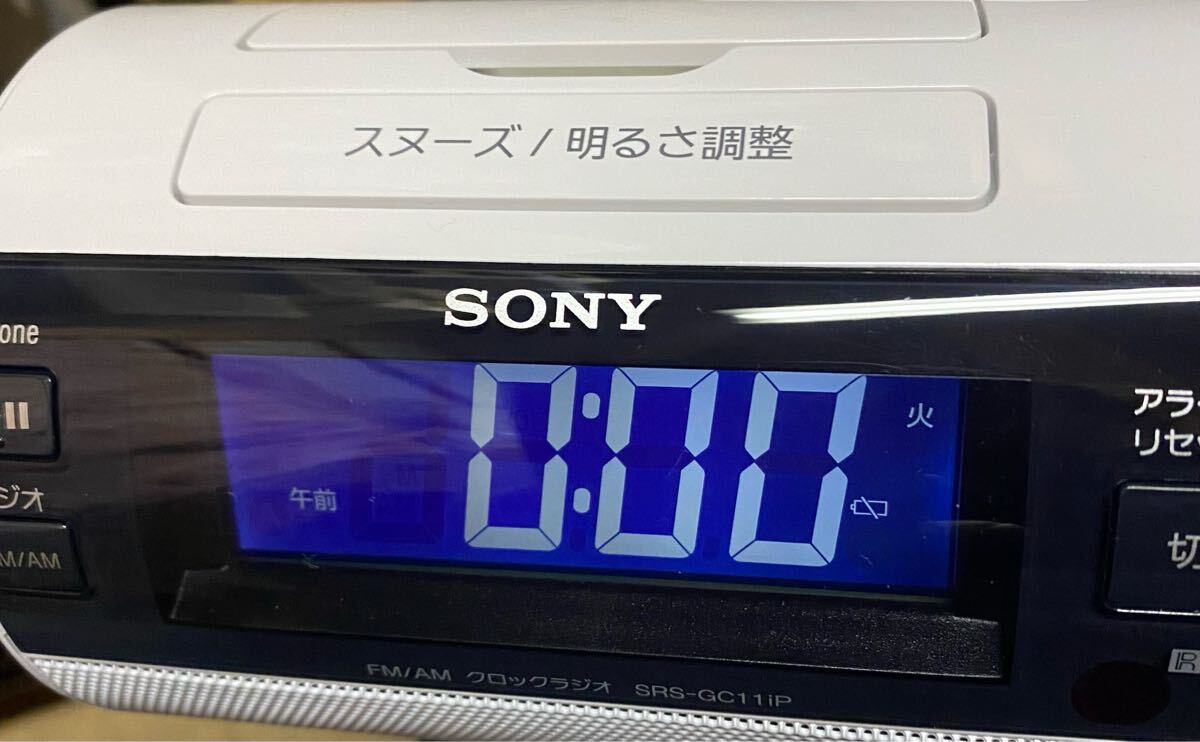 スヌーズ / 明るさ調整
SONY
0:00
火
午前
FM/AM クロックラジオ SRS-GC11iP
切